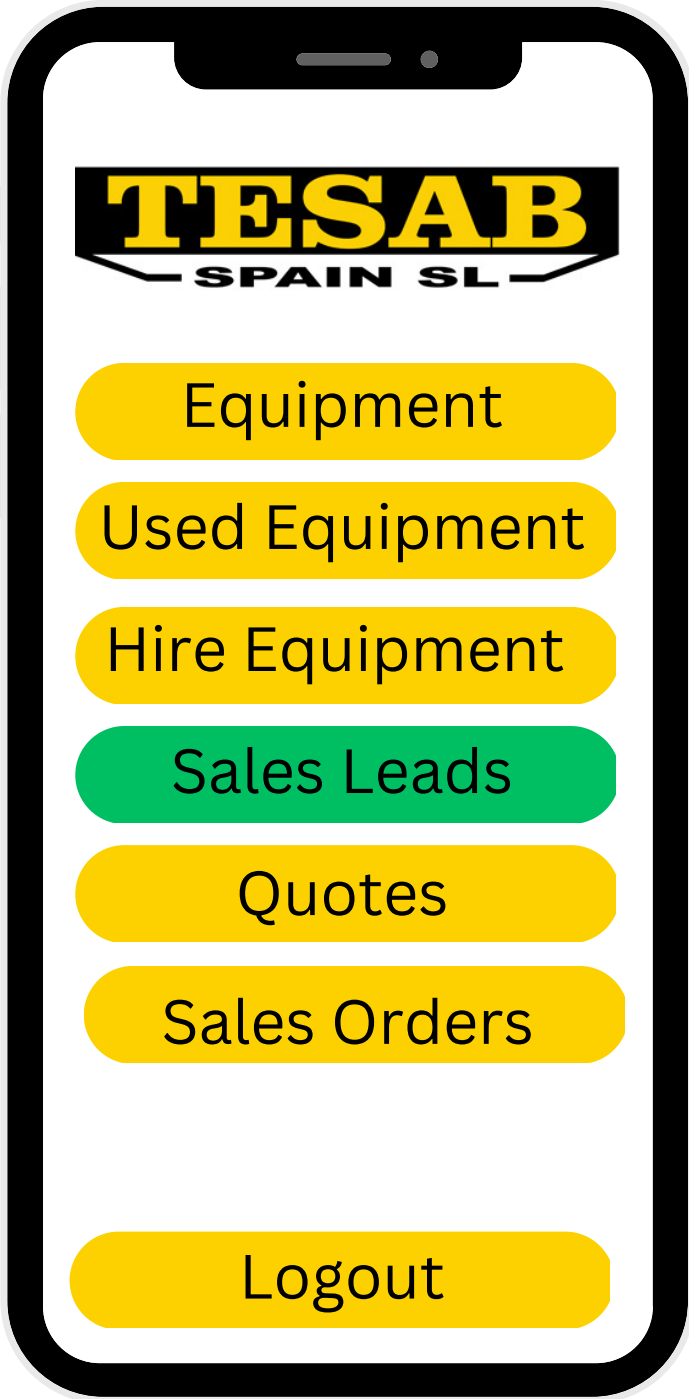 TESAB
SPAIN SL
Equipment
Used Equipment
Hire Equipment
Sales Leads
Quotes
Sales Orders
Logout